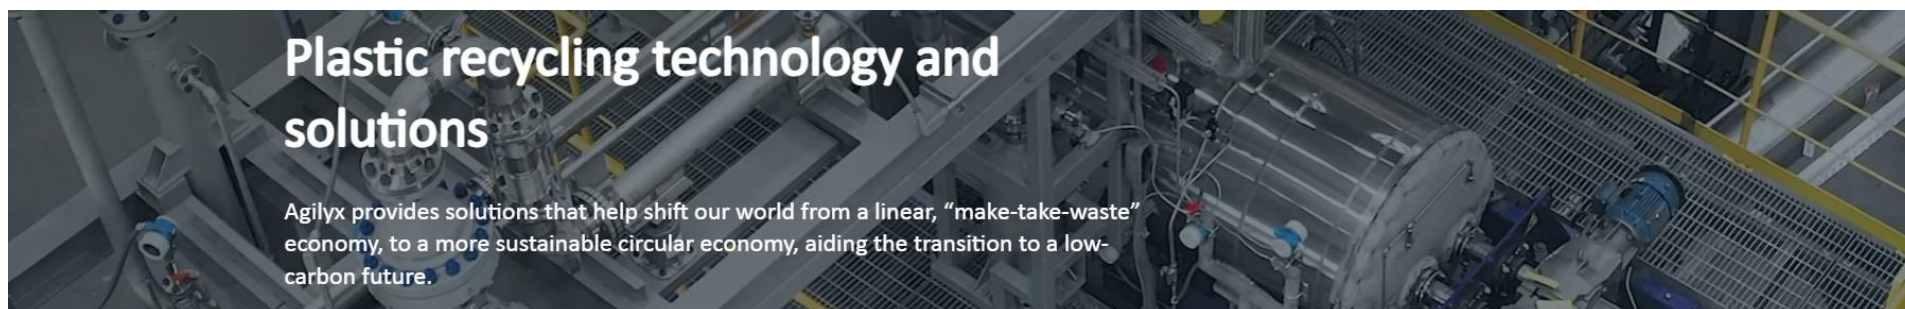 Plastic recycling technology and
solutions
Agilyx provides solutions that help shift our world from a linear, “make-take-waste”
economy, to a more sustainable circular economy, aiding the transition to a low-
carbon future.